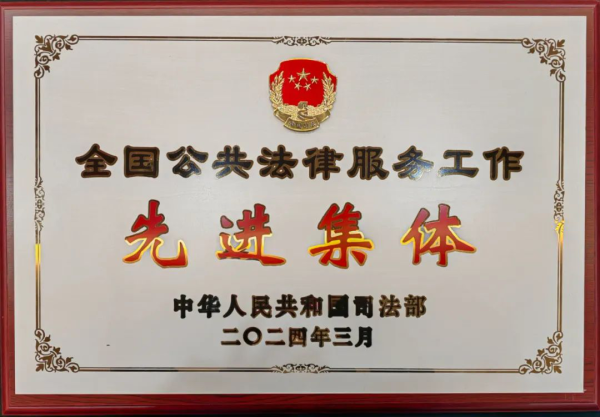 全国公共法律服务工作
先进集体
中华人民共和国司法部
二〇二四年三月